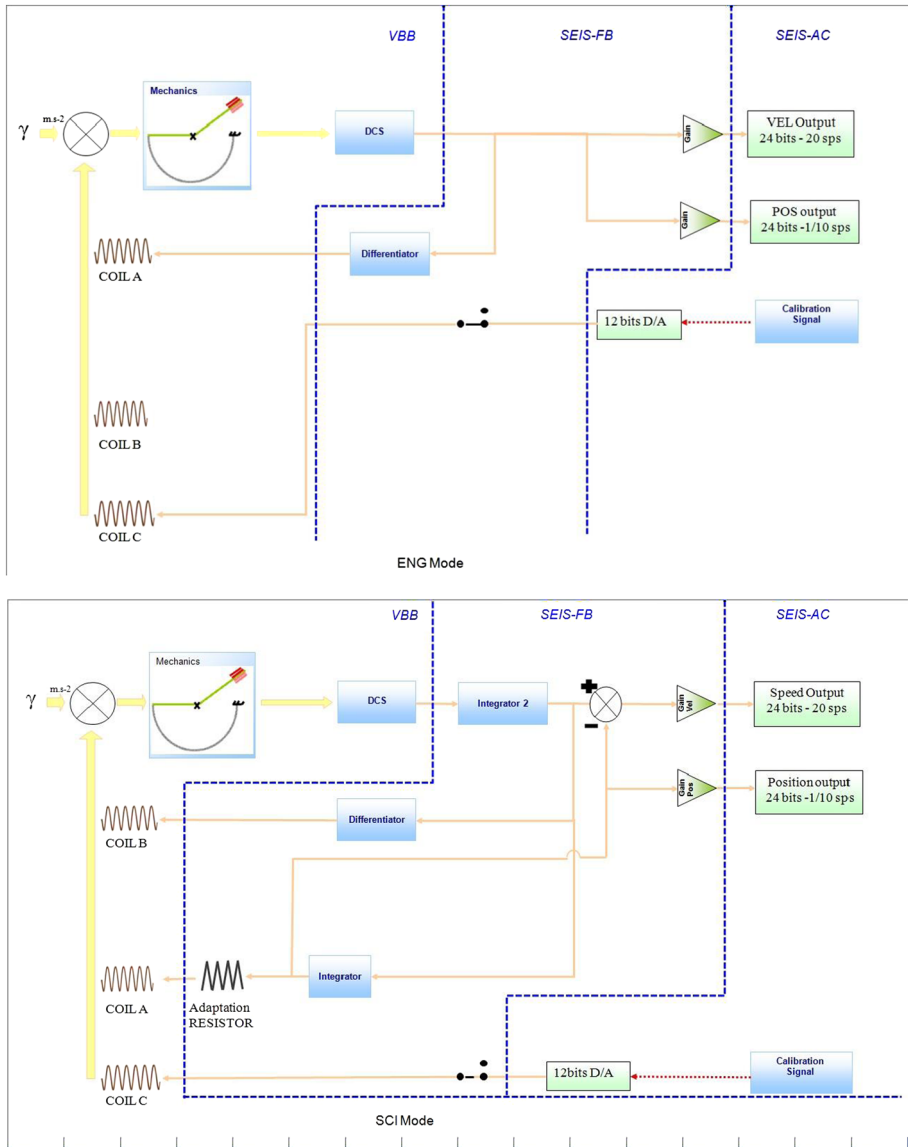 VBB
SEIS-FB
SEIS-AC
Mechanics
γ
m.s-2
DCS
Gain
VEL Output
24 bits - 20 sps
Gain
POS output
24 bit -1/10 sps
Differentiator
COIL A
12 bits D/A
Calibration
Signal
COIL B
COIL C
ENG Mode
VBB
SEIS-FB
SEIS-AC
Mechanics
γ
m.s-2
DCS
Integrator 2
+
−
Gain
Vel
Speed Output
24 bits - 20 sps
Gain
Pos
Position output
24 bits -1/10 sps
Differentiator
COIL B
Integrator
COIL A
Adaptation
RESISTOR
12bits D/A
Calibration
Signal
COIL C
SCI Mode